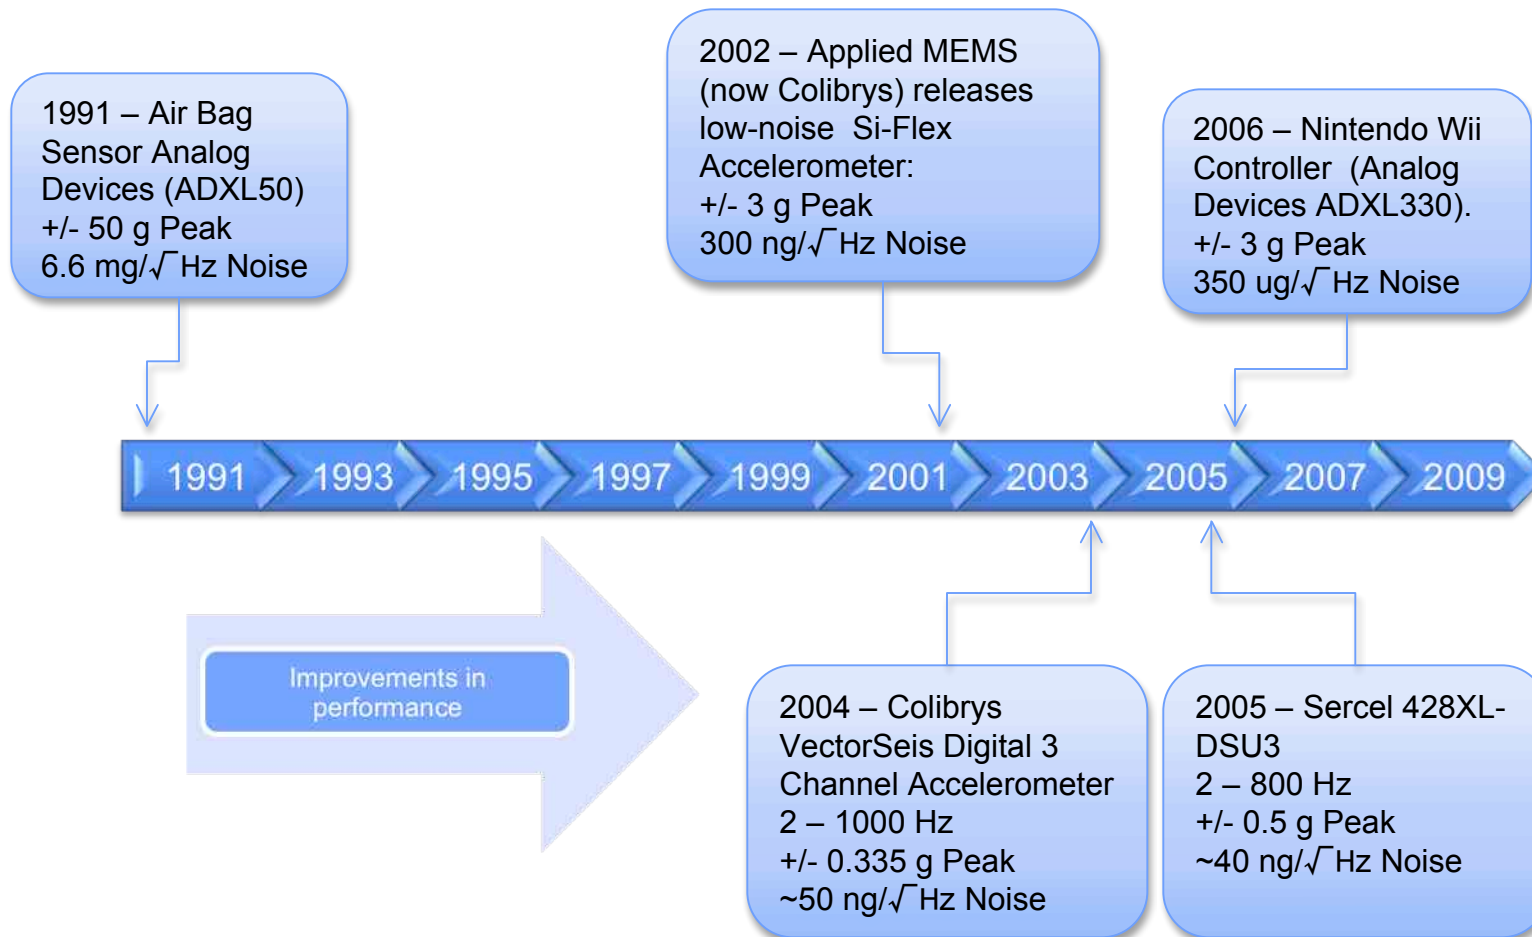 1991 – Air Bag
Sensor Analog
Devices (ADXL50)
+/- 50 g Peak
6.6 mg/√Hz Noise
2002 – Applied MEMS
(now Colibrys) releases
low-noise Si-Flex
Accelerometer:
+/- 3 g Peak
300 ng/√Hz Noise
2006 – Nintendo Wii
Controller (Analog
Devices ADXL330).
+/- 3 g Peak
350 ug/√Hz Noise
1991 1993 1995 1997 1999 2001 2003 2005 2007 2009
Improvements in
performance
2004 – Colibrys
VectorSeis Digital 3
Channel Accelerometer
2 – 1000 Hz
+/- 0.335 g Peak
~50 ng/√Hz Noise
2005 – Sercel 428XL-
DSU3
2 – 800 Hz
+/- 0.5 g Peak
~40 ng/√Hz Noise